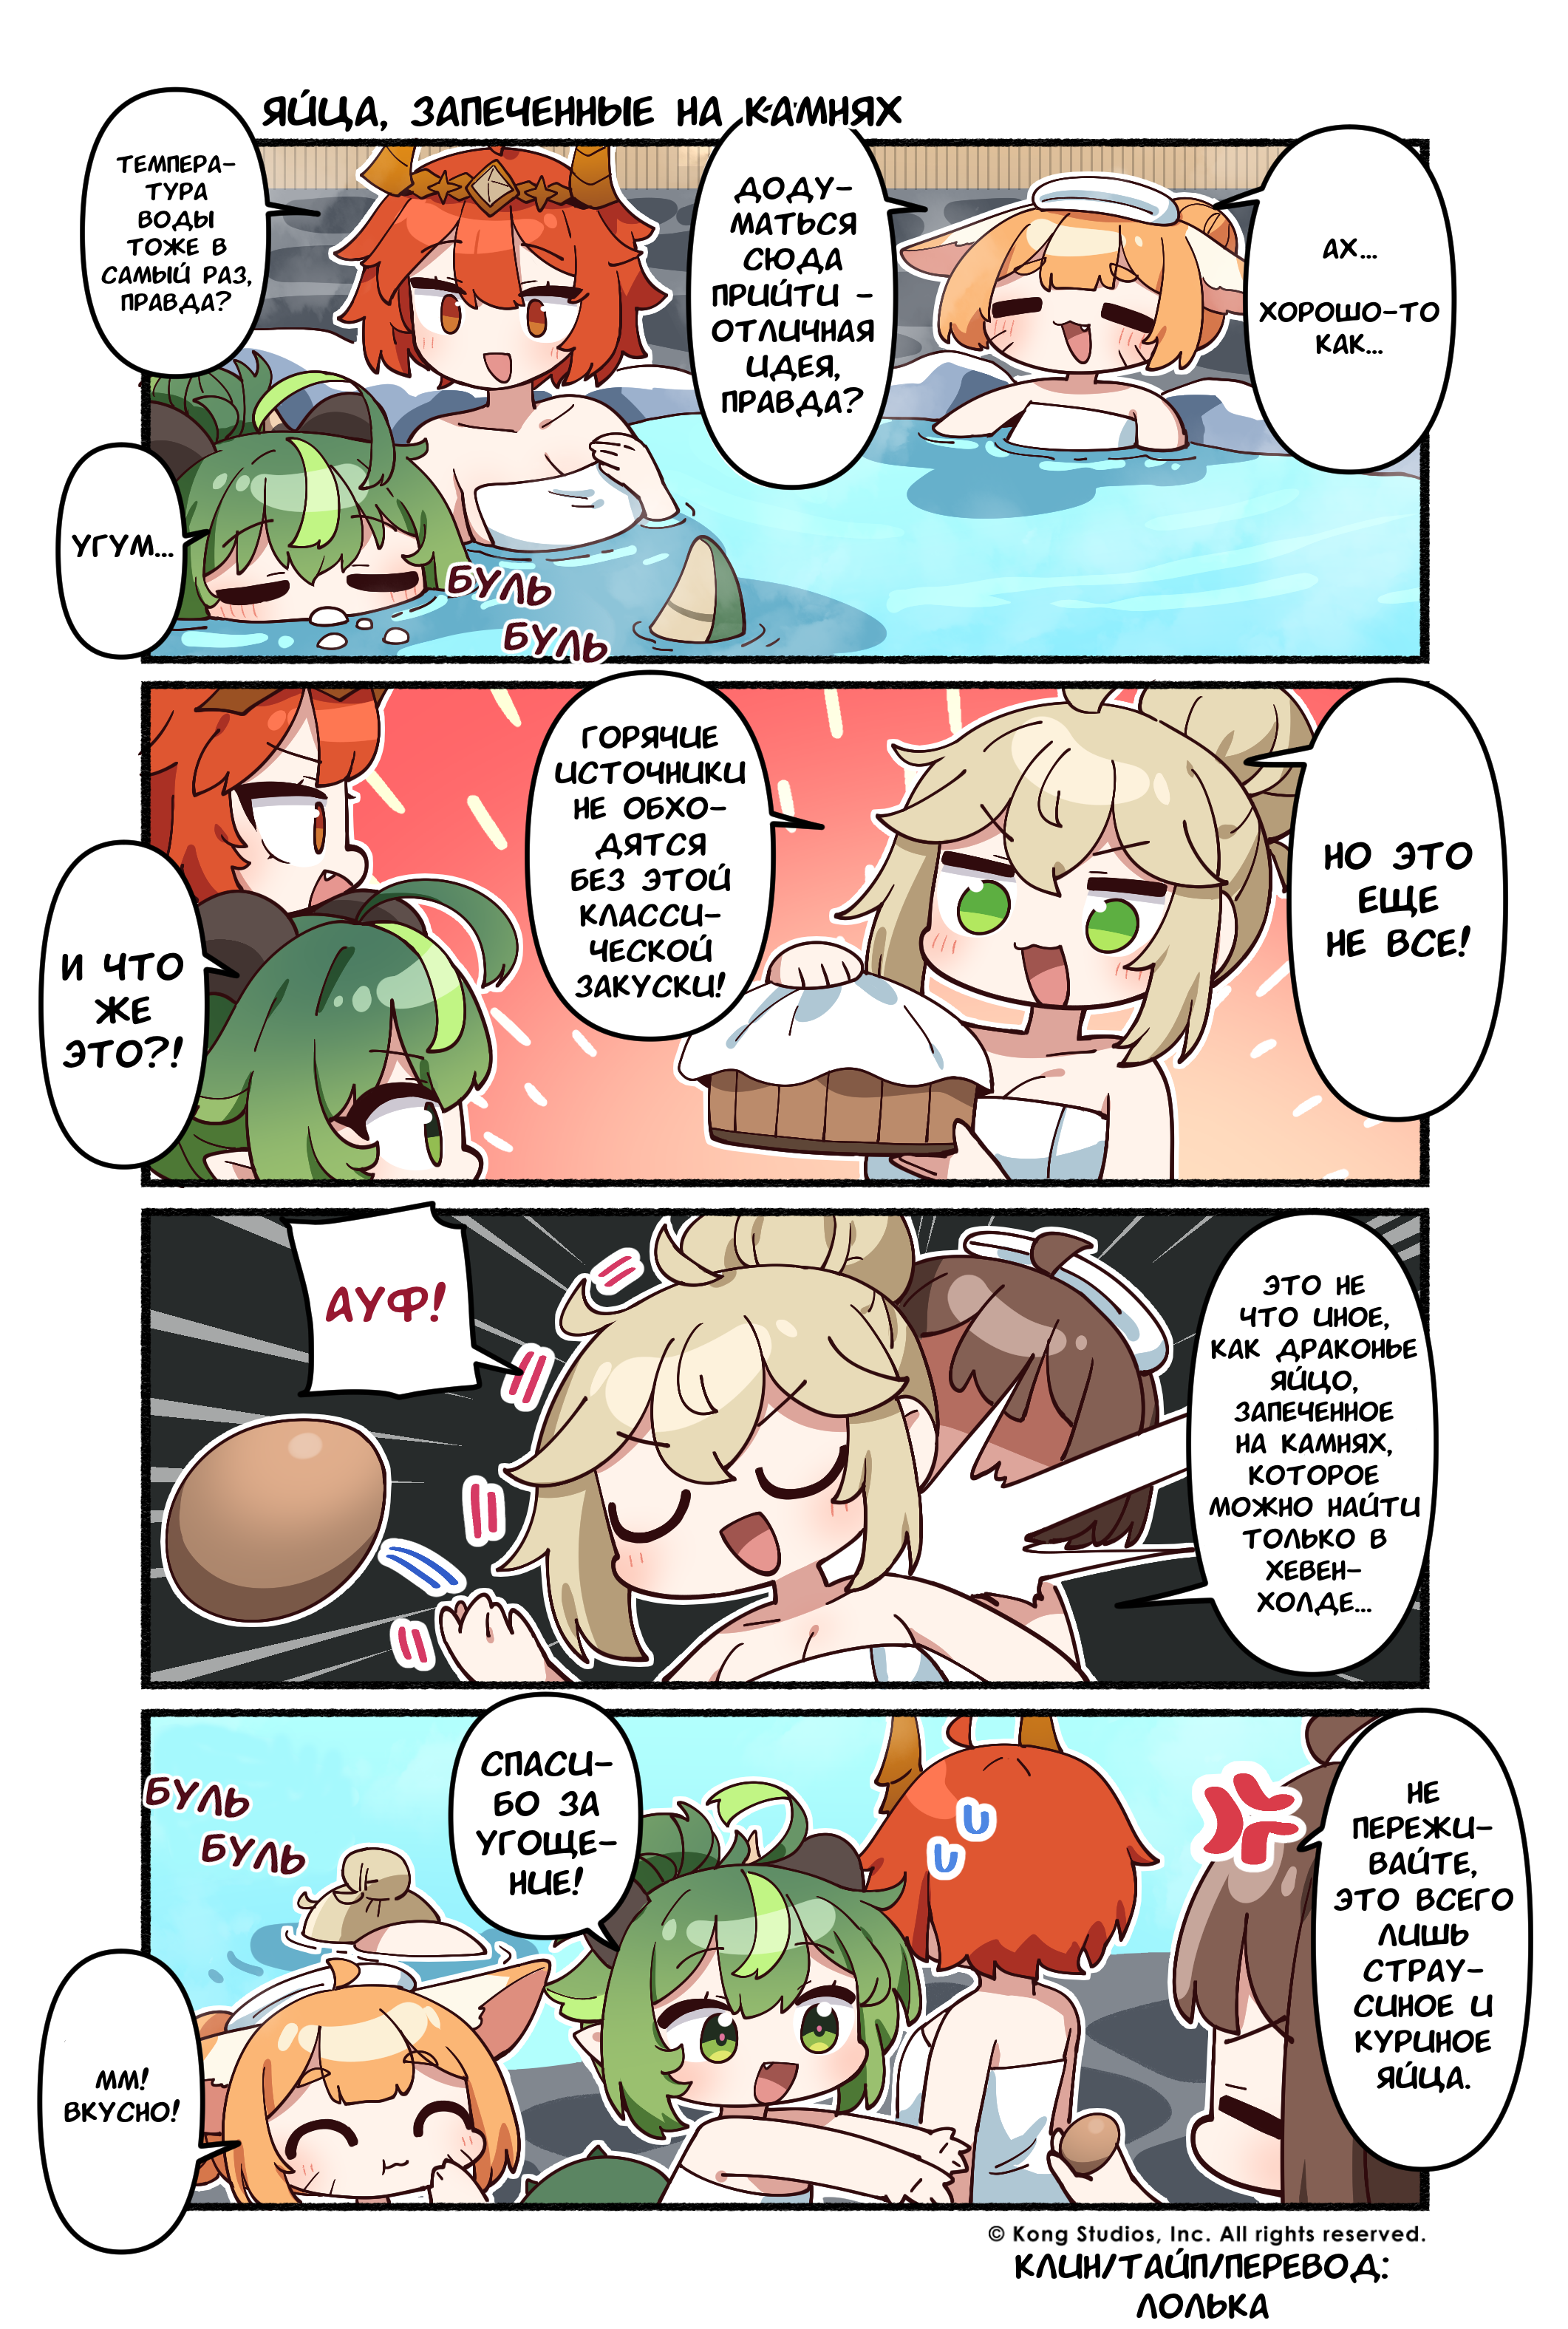 ЯЙЦА, ЗАПЕЧЕННЫЕ НА КАМНЯХ
АХ...
ХОРОШО-ТО
КАК...
ДОДУ-
МАТЬСЯ
СЮДА
ПРИЙТИ -
ОТЛИЧНАЯ
ИДЕЯ,
ПРАВДА?
ТЕМПЕРА-
ТУРА
ВОДЫ
ТОЖЕ В
САМЫЙ РАЗ,
ПРАВДА?
УГУМ...
БУЛЬ
БУЛЬ
НО ЭТО
ЕЩЕ
НЕ ВСЕ!
ГОРЯЧИЕ
ИСТОЧНИКИ
НЕ ОБХО-
ДЯТСЯ
БЕЗ ЭТОЙ
КЛАССИ-
ЧЕСКОЙ
ЗАКУСКИ!
И ЧТО
ЖЕ
ЭТО?!
ЭТО НЕ
ЧТО ИНОЕ,
КАК ДРАКОНЬЕ
ЯЙЦО,
ЗАПЕЧЕННОЕ
НА КАМНЯХ,
КОТОРОЕ
МОЖНО НАЙТИ
ТОЛЬКО В
ХЕВЕН-
ХОЛДЕ...
АУФ!
НЕ
ПЕРЕЖИ-
ВАЙТЕ,
ЭТО ВСЕГО
ЛИШЬ
СТРАУ-
СИНОЕ И
КУРИНОЕ
ЯЙЦА.
СПАСИ-
БО ЗА
УГОЩЕ-
НИЕ!
БУЛЬ
БУЛЬ
ММ!
ВКУСНО!
© Kong Studios, Inc. All rights reserved.
КЛИН/ТАЙП/ПЕРЕВОД:
ЛОЛЬКА